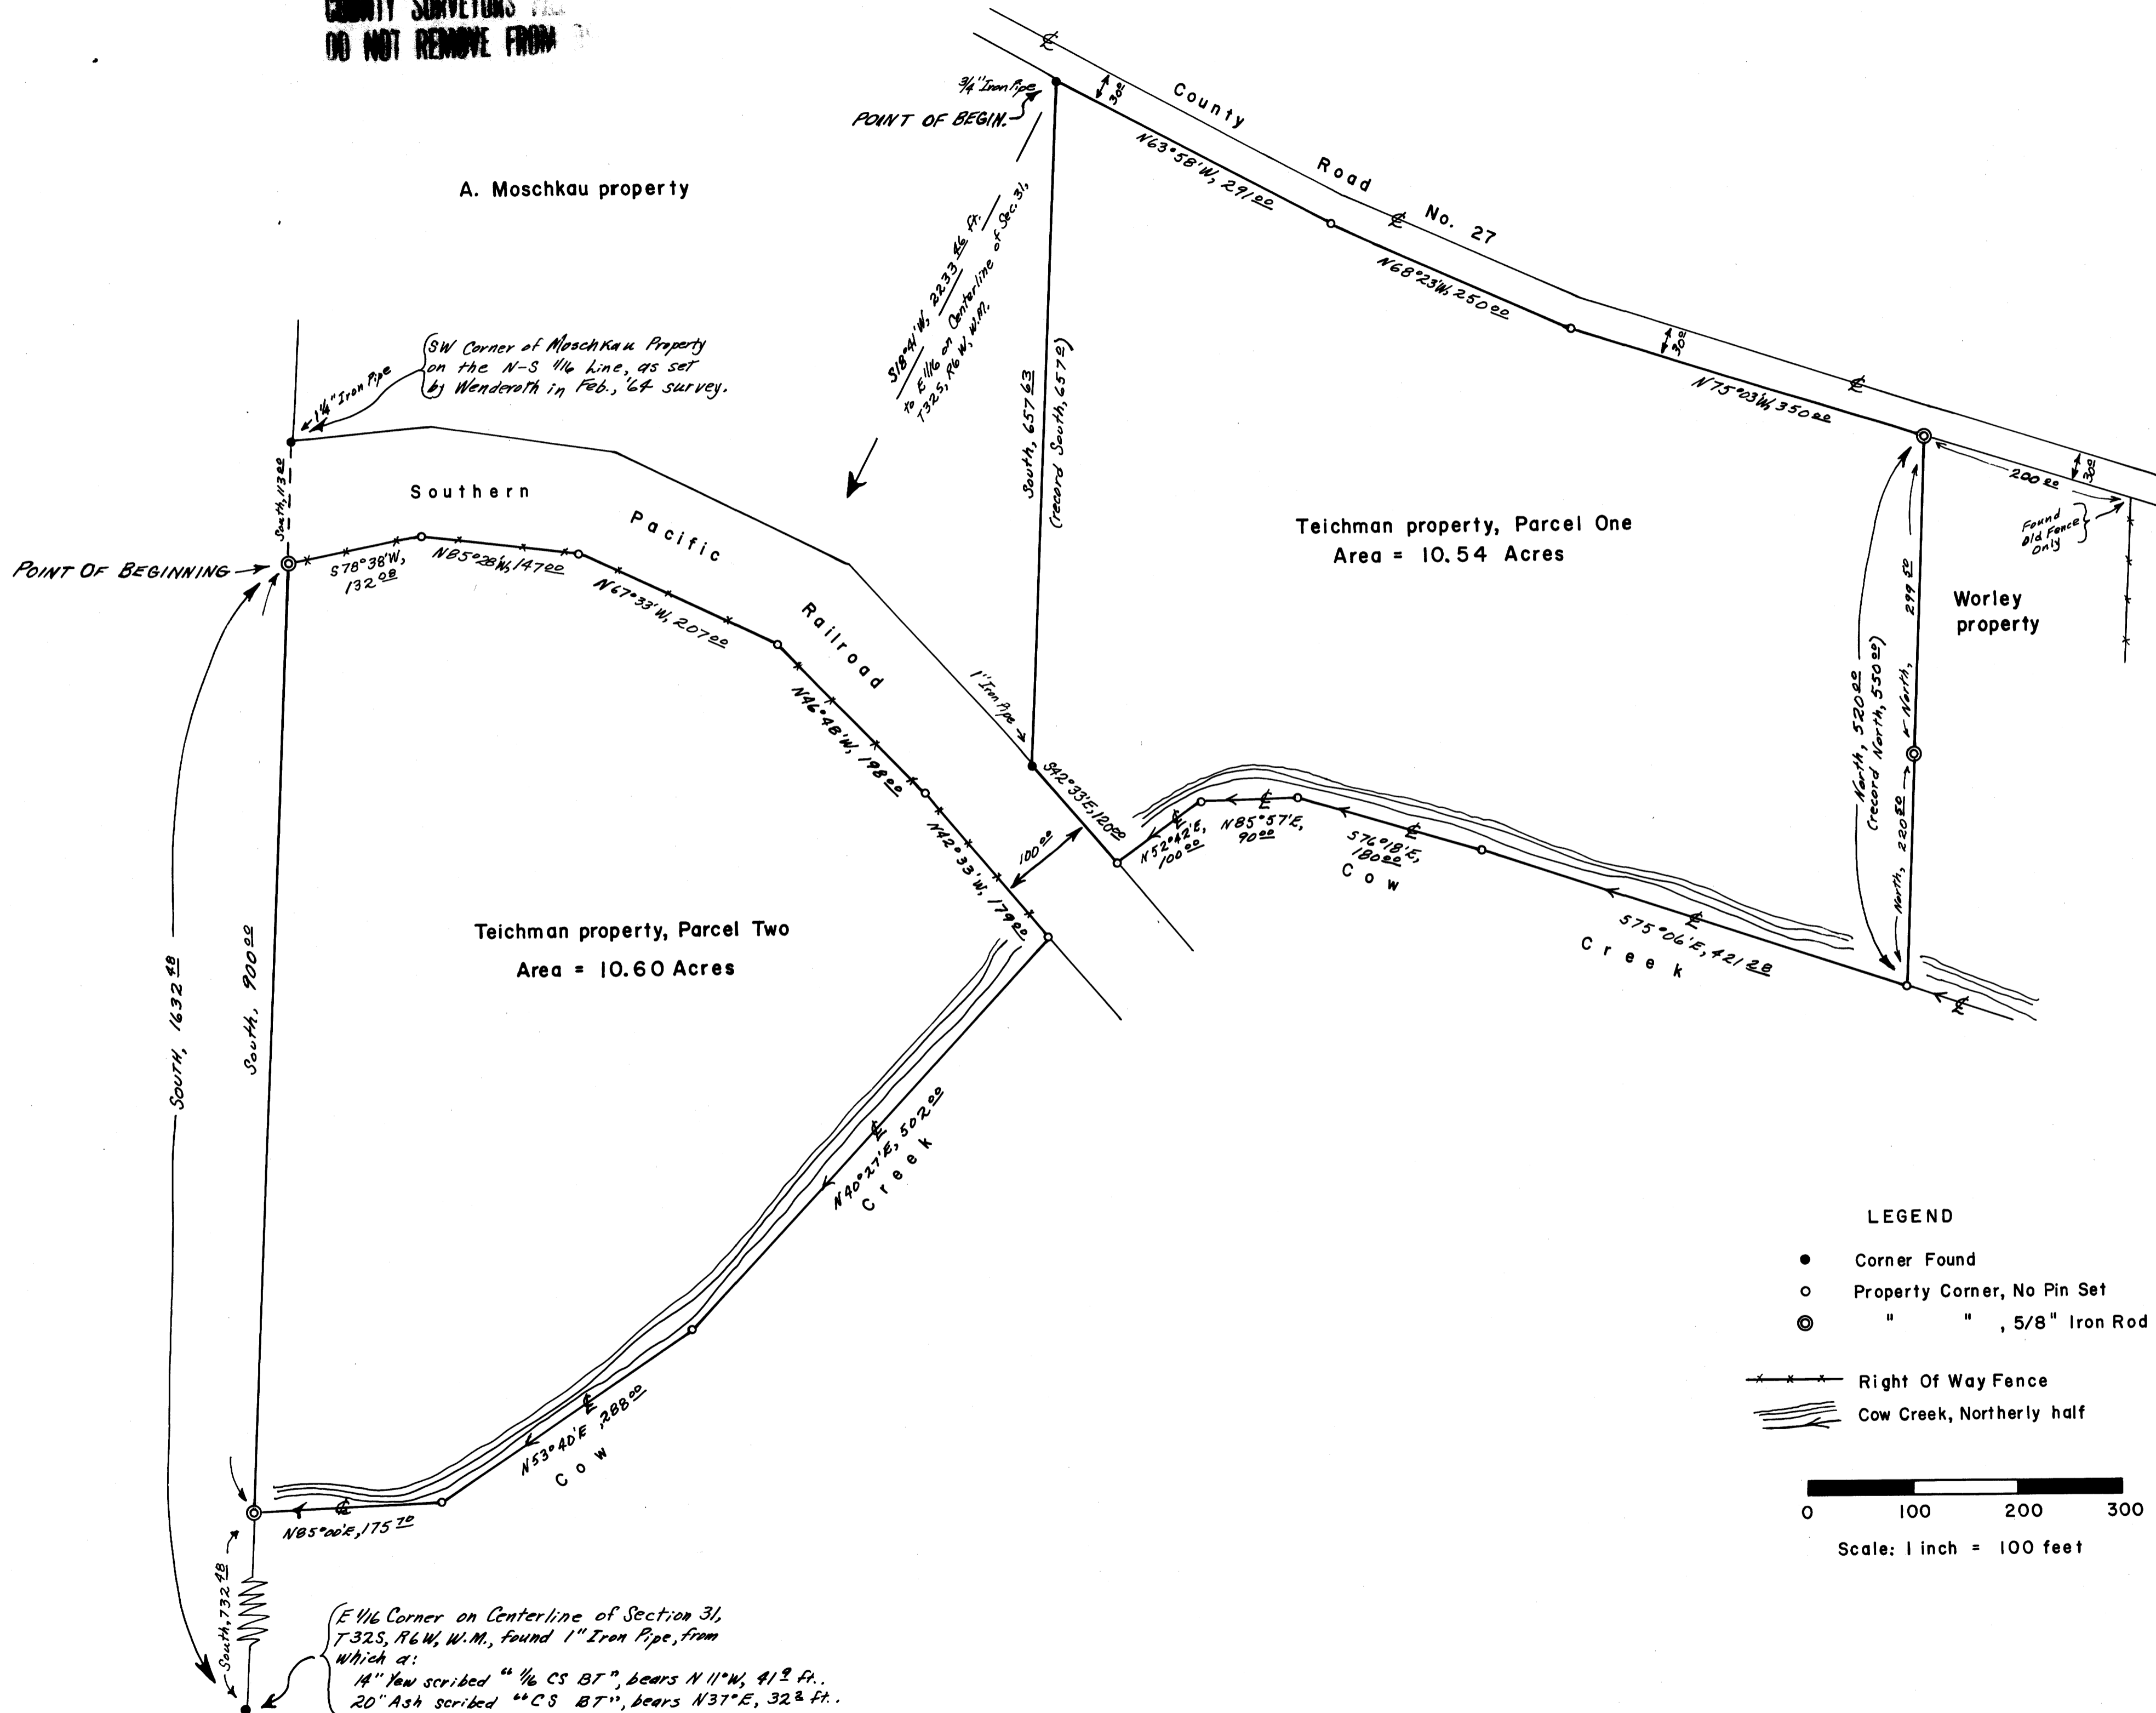 COUNTY SURVEYORS
DO NOT REMOVE FROM
℄
3/4" Iron Pipe
POINT OF BEGIN.
30 00
County
Road
No. 27
℄
℄
N63°58'W, 291 00
N68°23'W, 250 00
N75°03'W, 350 00
30 00
30 0
200 00
Found
Old Fence
Only
A. Moschkau property
S18°41'W, 2233 46 ft.
to E 1/16 on Centerline of Sec. 31,
T32S, R6W, W.M.
South, 657 63
(record South, 657 0)
SW Corner of Moschkau Property
on the N-S 1/16 Line, as set
by Wenderoth in Feb., '64 survey.
1 1/4" Iron Pipe
South, 113 00
POINT OF BEGINNING
Southern
Pacific
Railroad
S78°38'W,
132 00
N85°28'W, 147 00
N67°33'W, 207 00
N46°48'W, 198 00
N42°33'W, 179 00
100 00
1" Iron Pipe
S42°33'E, 120 00
Teichman property, Parcel One
Area = 10.54 Acres
Worley
property
North, 299 50
North, 520 00
(record North, 550 00)
North, 220 50
℄
N52°42'E,
100 00
℄
N85°57'E,
90 00
℄
S76°18'E,
180 00
Cow
℄
S75°06'E, 421 28
Creek
℄
Teichman property, Parcel Two
Area = 10.60 Acres
SOUTH, 1632 48
South, 900 00
℄
N40°27'E, 502 00
Creek
℄
N53°40'E, 288 00
Cow
℄
N85°00'E, 175 70
South, 732 48
E 1/16 Corner on Centerline of Section 31,
T32S, R6W, W.M., found 1" Iron Pipe, from
which a:
14" Yew scribed "1/16 CS BT", bears N11°W, 41 9 ft..
20" Ash scribed "CS BT", bears N37°E, 32 3 ft..
LEGEND
Corner Found
Property Corner, No Pin Set
" " , 5/8" Iron Rod
Right Of Way Fence
Cow Creek, Northerly half
0 100 200 300
Scale: 1 inch = 100 feet